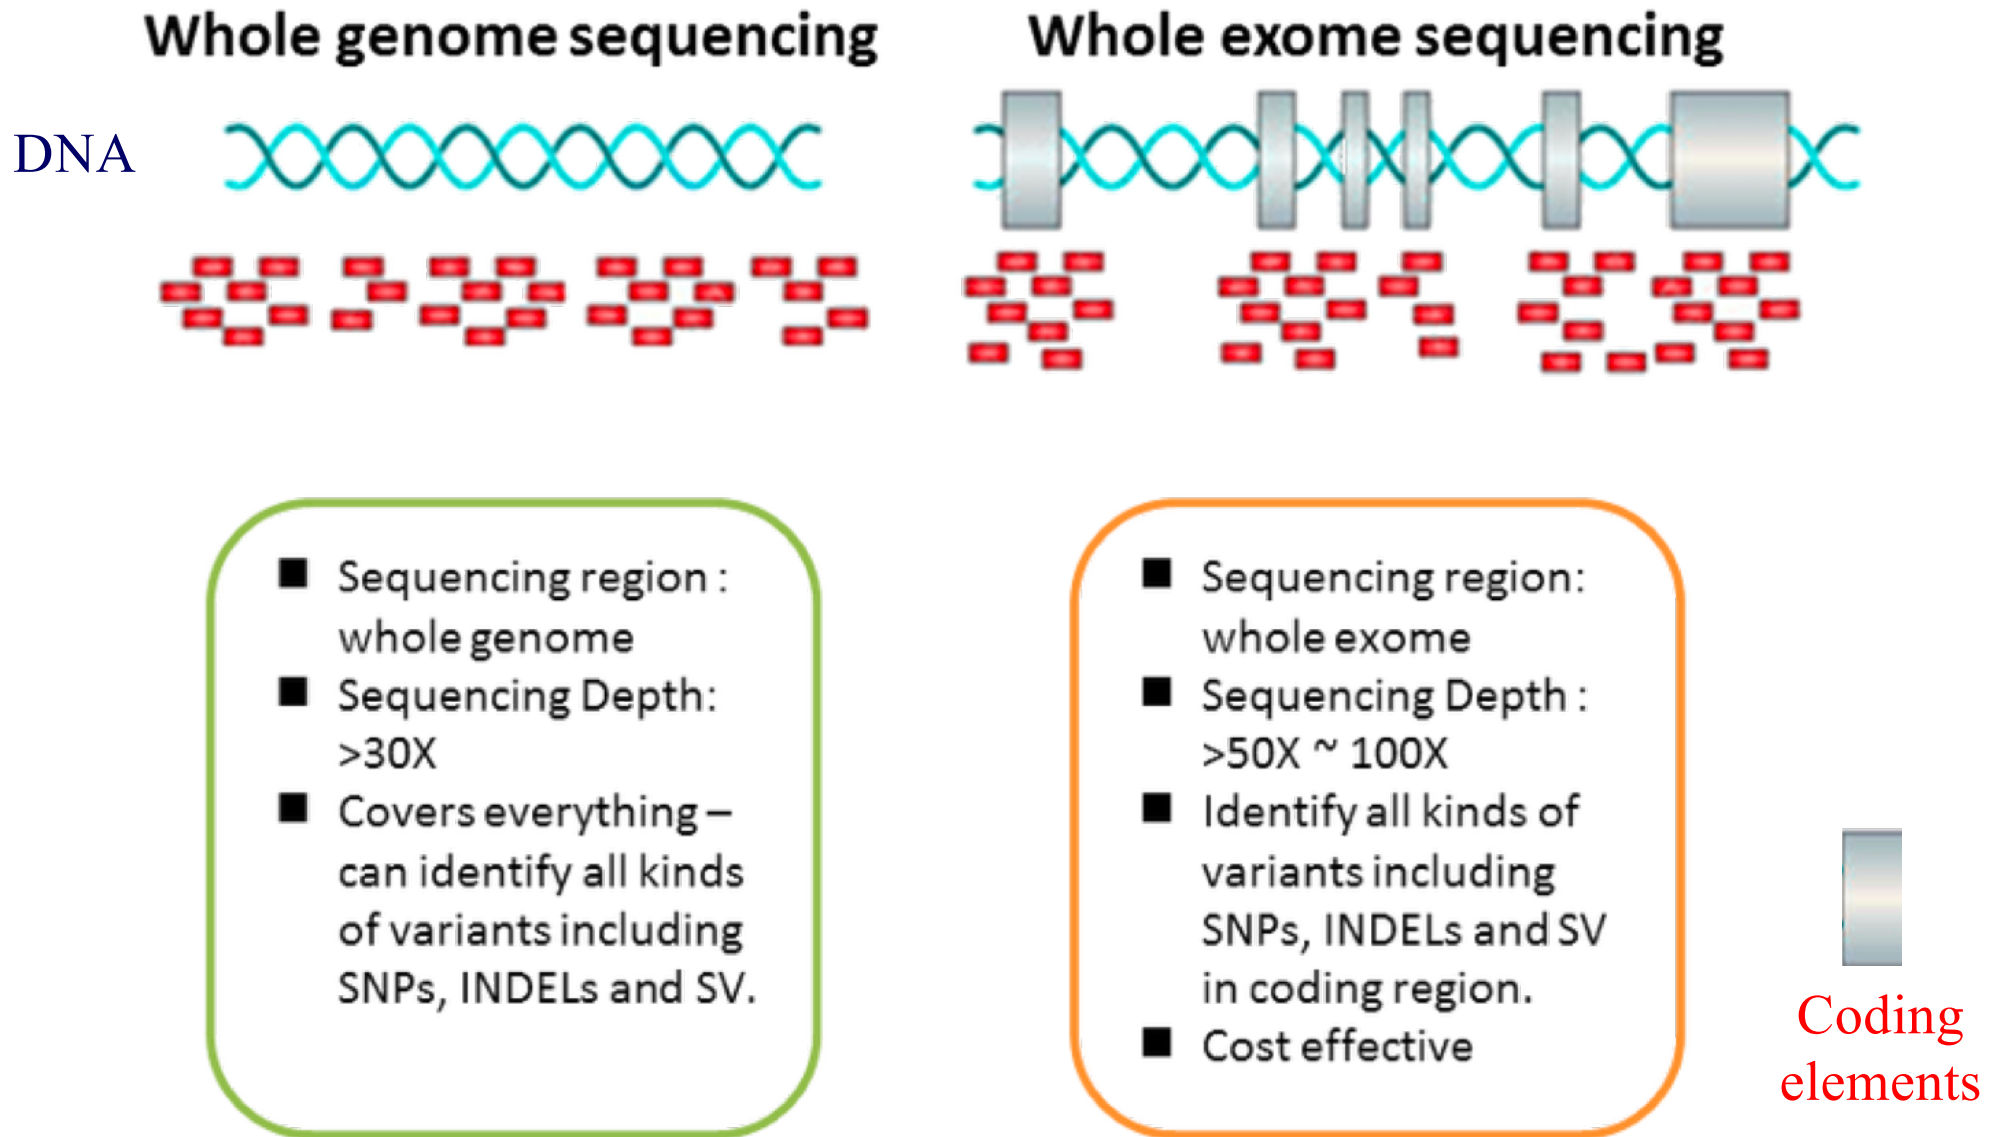 Whole genome sequencing
Whole exome sequencing
DNA
■ Sequencing region :
whole genome
■ Sequencing Depth:
>30X
■ Covers everything –
can identify all kinds
of variants including
SNPs, INDELs and SV.
■ Sequencing region:
whole exome
■ Sequencing Depth :
>50X ~ 100X
■ Identify all kinds of
variants including
SNPs, INDELs and SV
in coding region.
■ Cost effective
Coding
elements